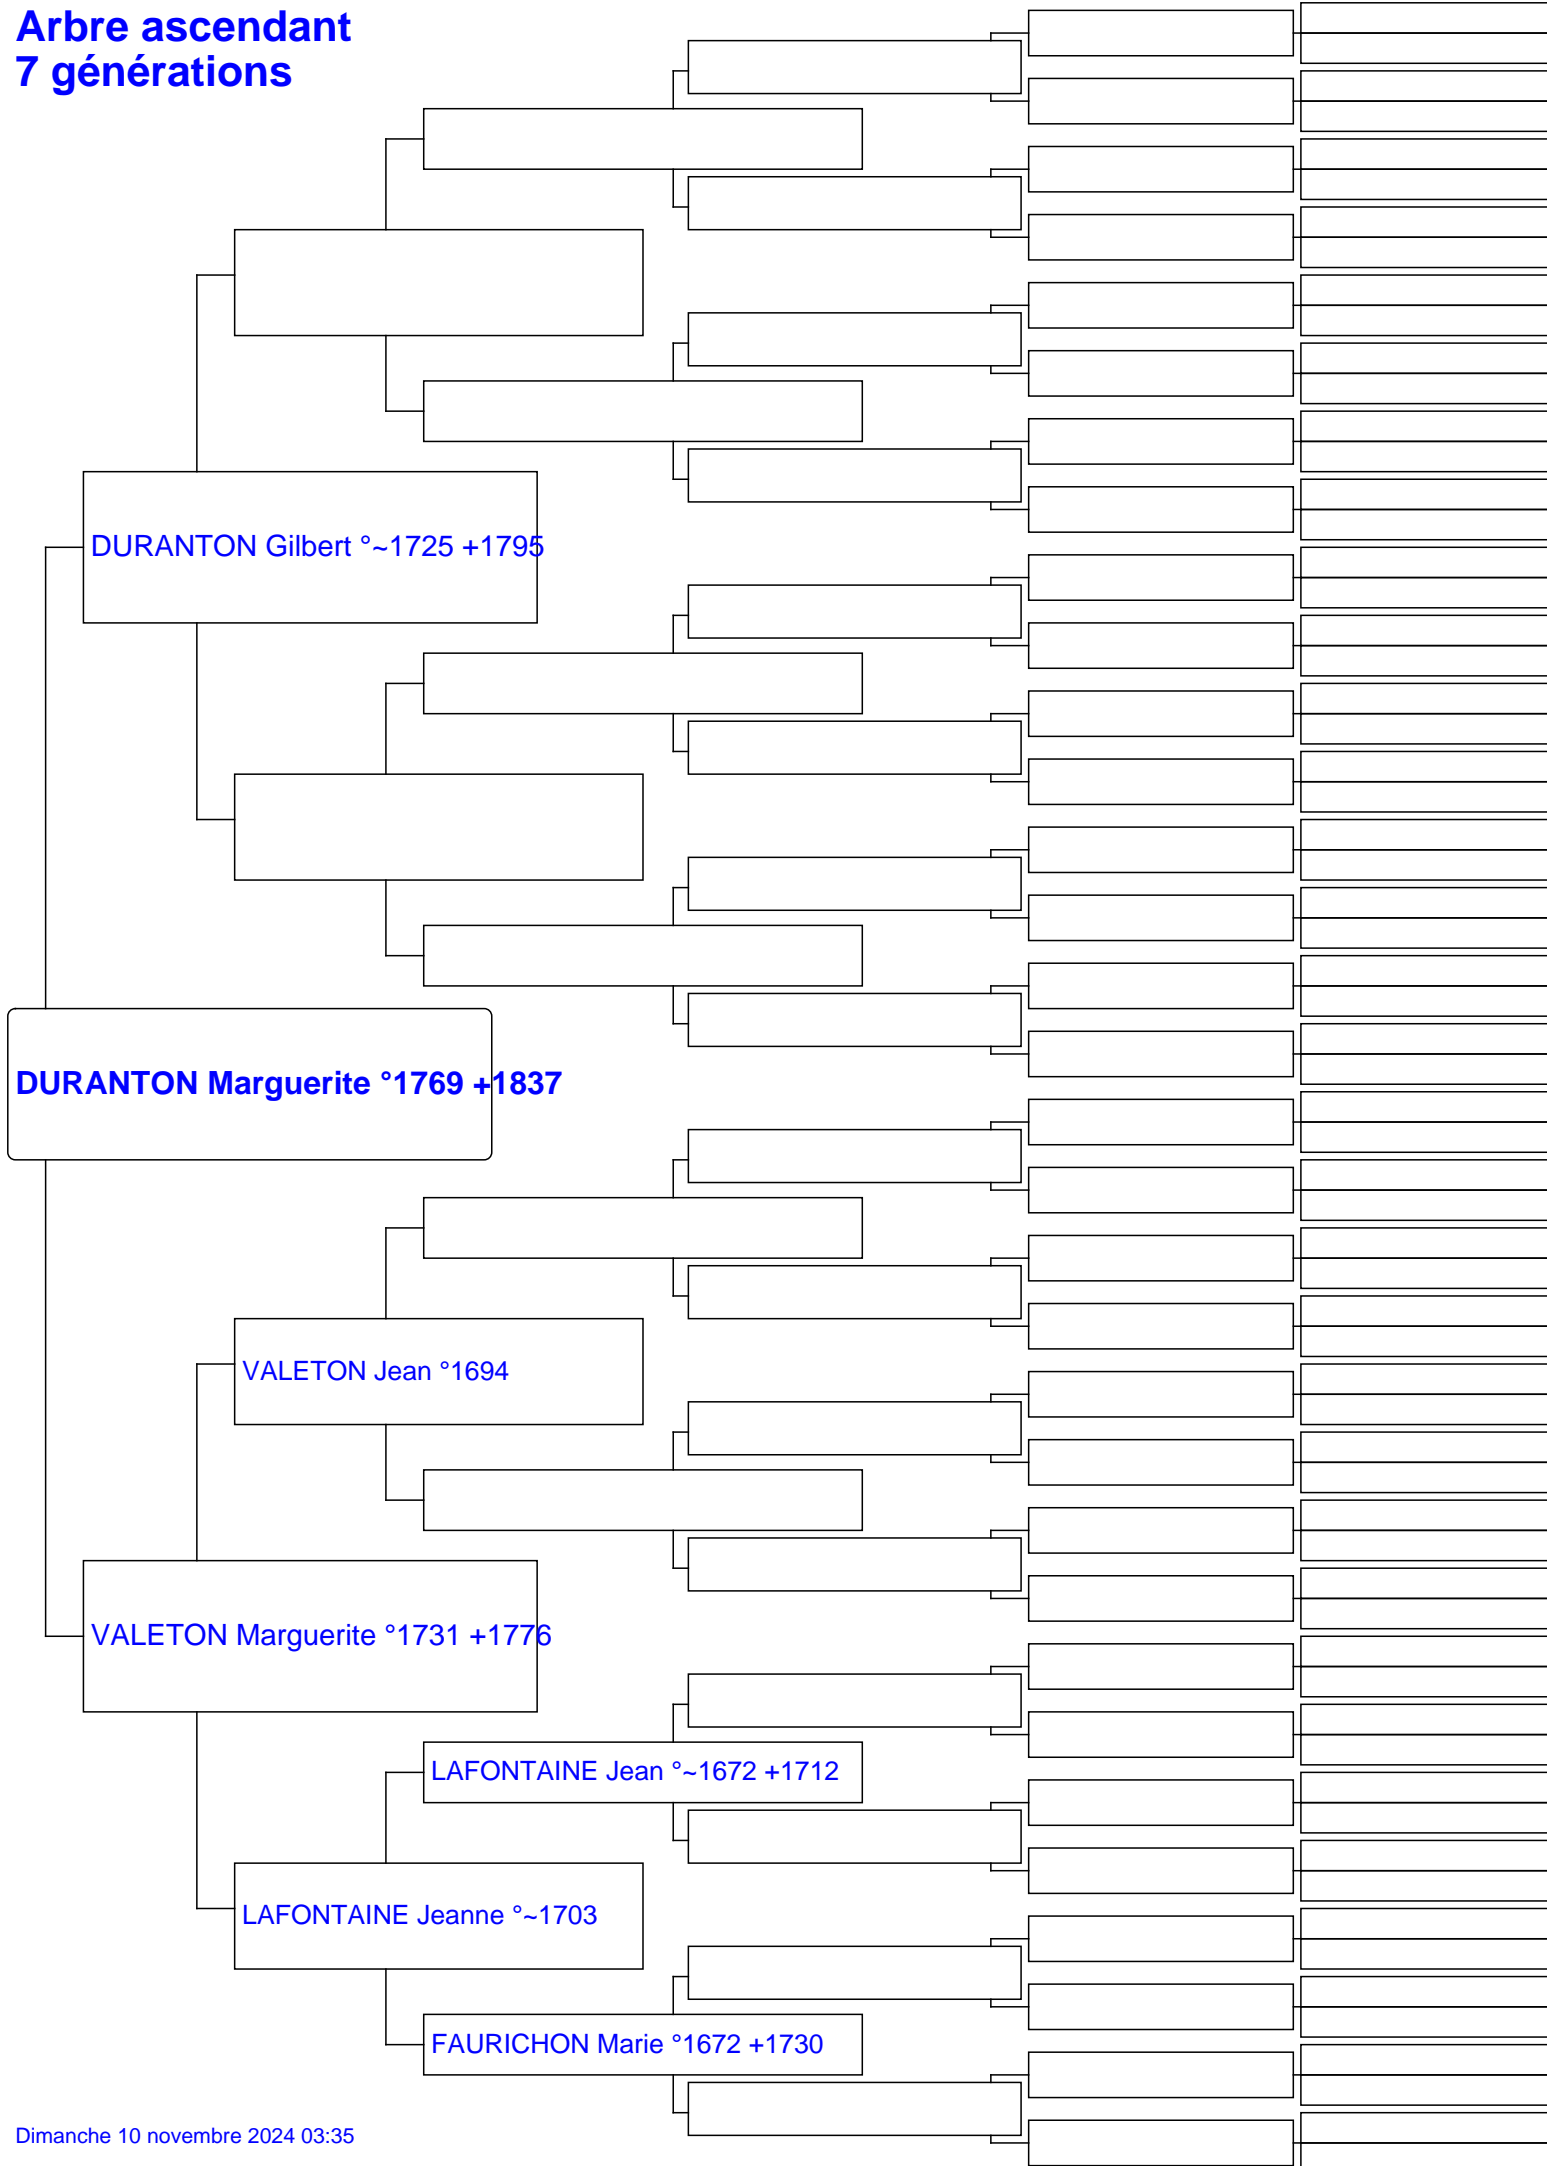 Arbre ascendant
7 générations
DURANTON Gilbert °~1725 +1795
DURANTON Marguerite °1769 +1837
VALETON Jean °1694
VALETON Marguerite °1731 +1776
LAFONTAINE Jean °~1672 +1712
LAFONTAINE Jeanne °~1703
FAURICHON Marie °1672 +1730
Dimanche 10 novembre 2024 03:35